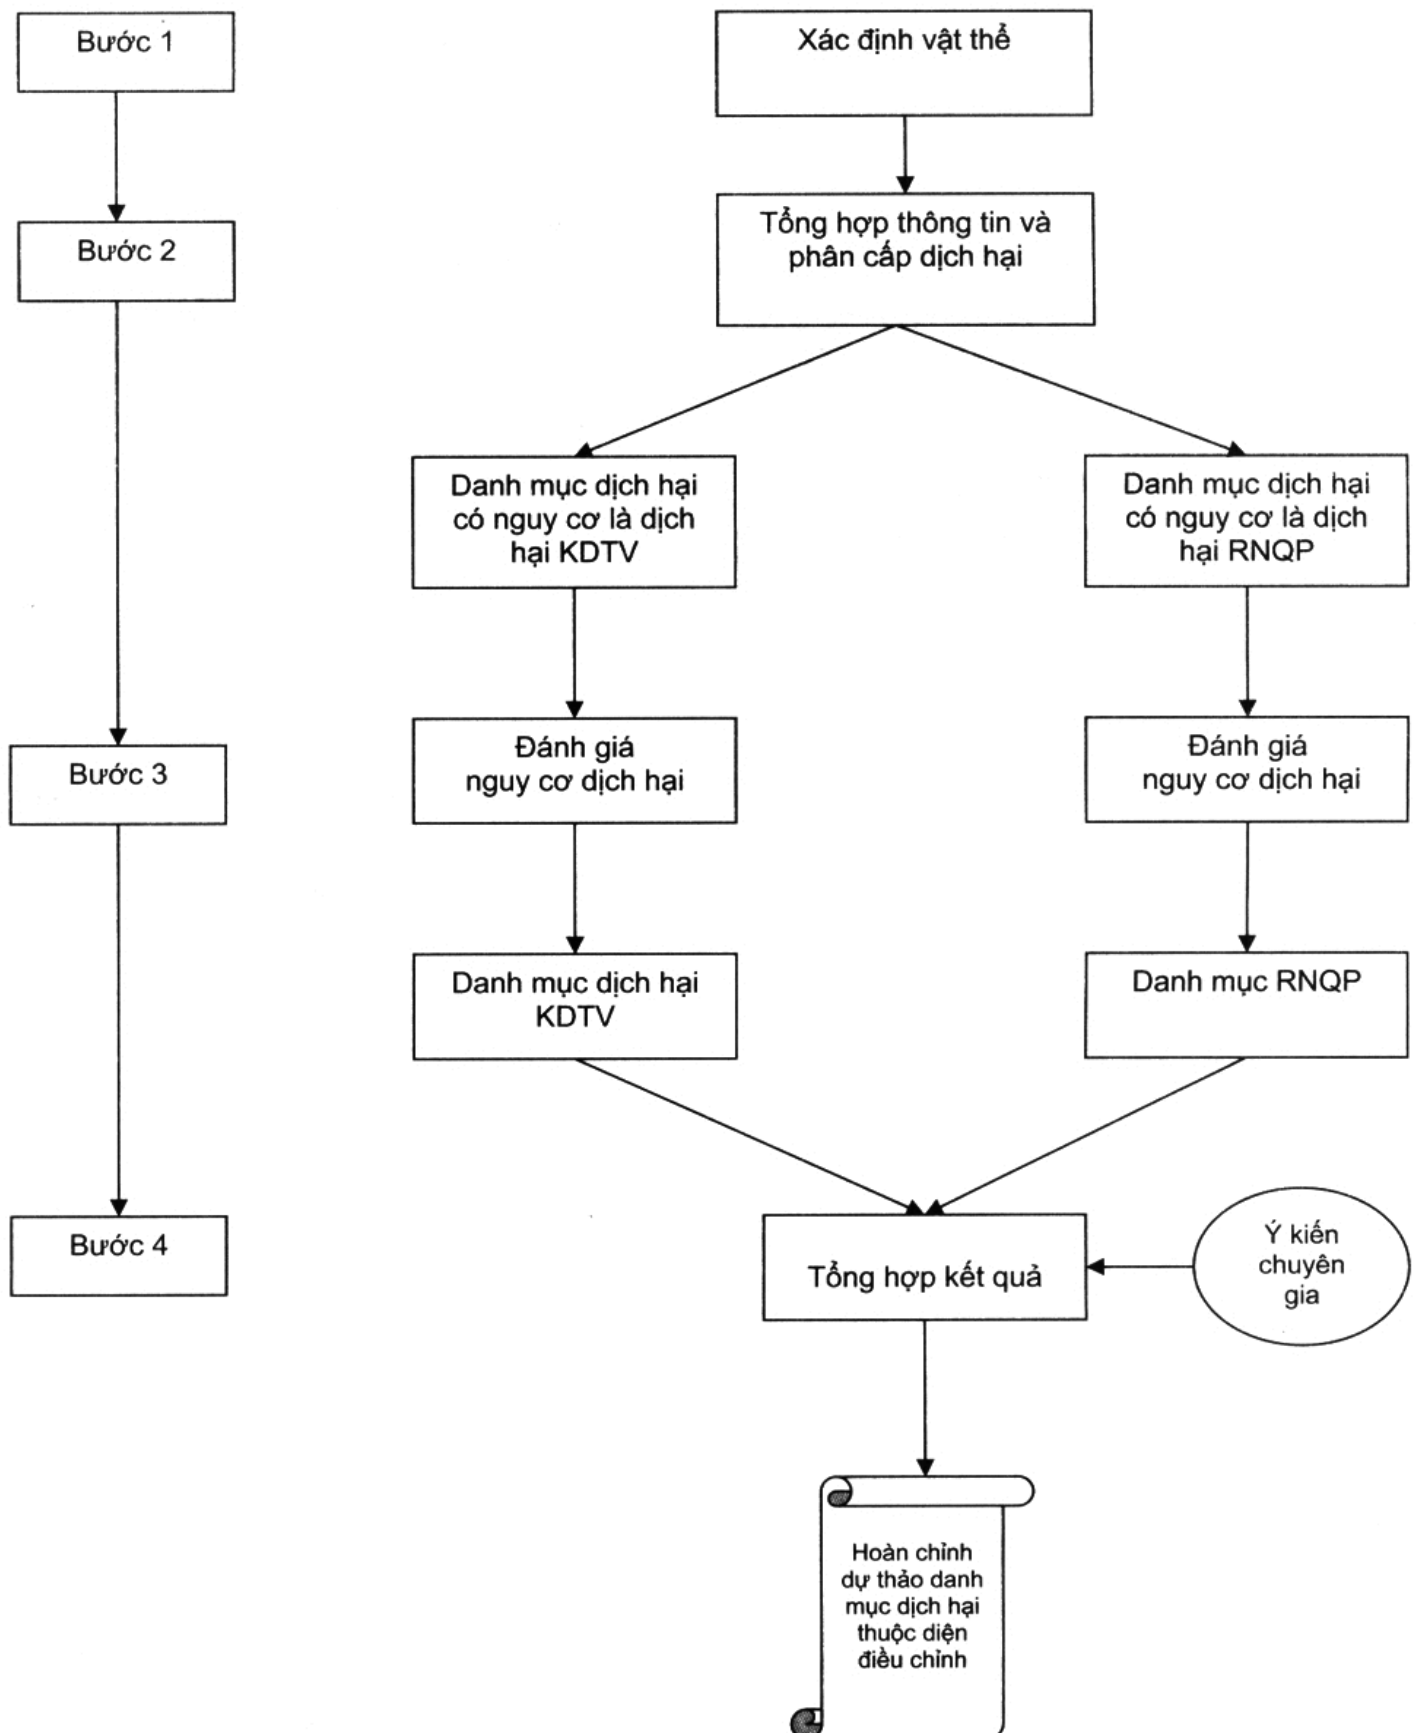 Bước 1
Xác định vật thể
Bước 2
Tổng hợp thông tin và
phân cấp dịch hại
Danh mục dịch hại
có nguy cơ là dịch
hại KDTV
Danh mục dịch hại
có nguy cơ là dịch
hại RNQP
Bước 3
Đánh giá
nguy cơ dịch hại
Đánh giá
nguy cơ dịch hại
Danh mục dịch hại
KDTV
Danh mục RNQP
Bước 4
Tổng hợp kết quả
Ý kiến
chuyên
gia
Hoàn chỉnh
dự thảo danh
mục dịch hại
thuộc diện
điều chỉnh